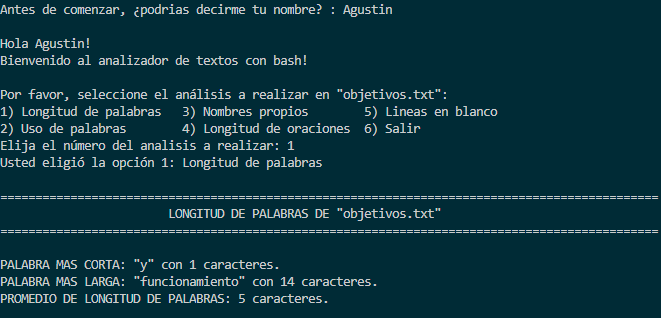 Antes de comenzar, ¿podrias decirme tu nombre? : Agustin
Hola Agustin!
Bienvenido al analizador de textos con bash!
Por favor, seleccione el análisis a realizar en "objetivos.txt":
1) Longitud de palabras   3) Nombres propios        5) Lineas en blanco
2) Uso de palabras        4) Longitud de oraciones  6) Salir
Elija el número del analisis a realizar: 1
Usted eligió la opción 1: Longitud de palabras
==============================================================================================
LONGITUD DE PALABRAS DE "objetivos.txt"
==============================================================================================
PALABRA MAS CORTA: "y" con 1 caracteres.
PALABRA MAS LARGA: "funcionamiento" con 14 caracteres.
PROMEDIO DE LONGITUD DE PALABRAS: 5 caracteres.